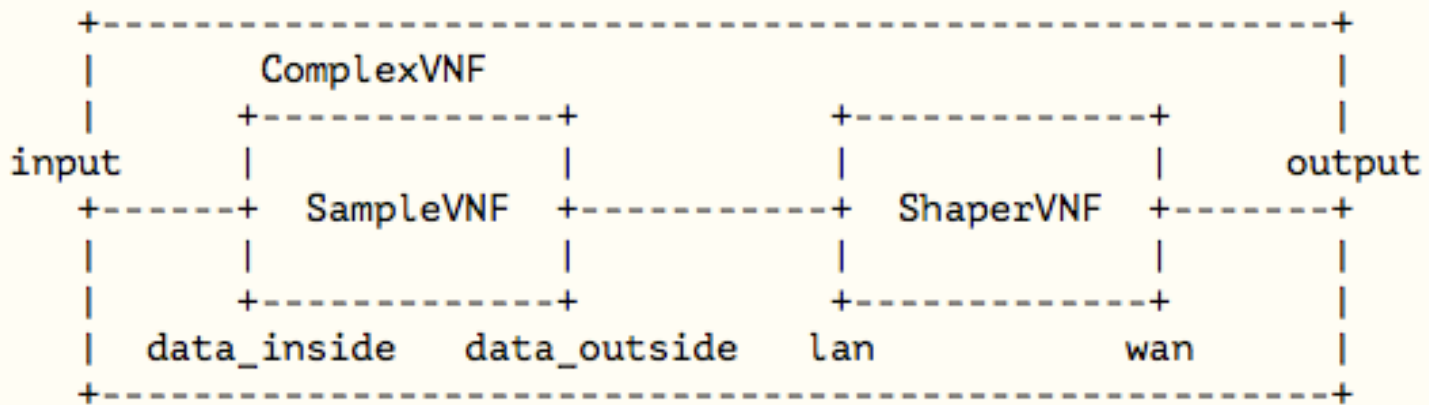 +-------------------------------------------------------+
|       ComplexVNF                                      |
|      +-------------+           +-------------+       |
input     |             |           |             |     output
+------+  SampleVNF  +-----------+  ShaperVNF  +-------+
|      |             |           |             |       |
|      +-------------+           +-------------+       |
|  data_inside   data_outside   lan           wan      |
+-------------------------------------------------------+